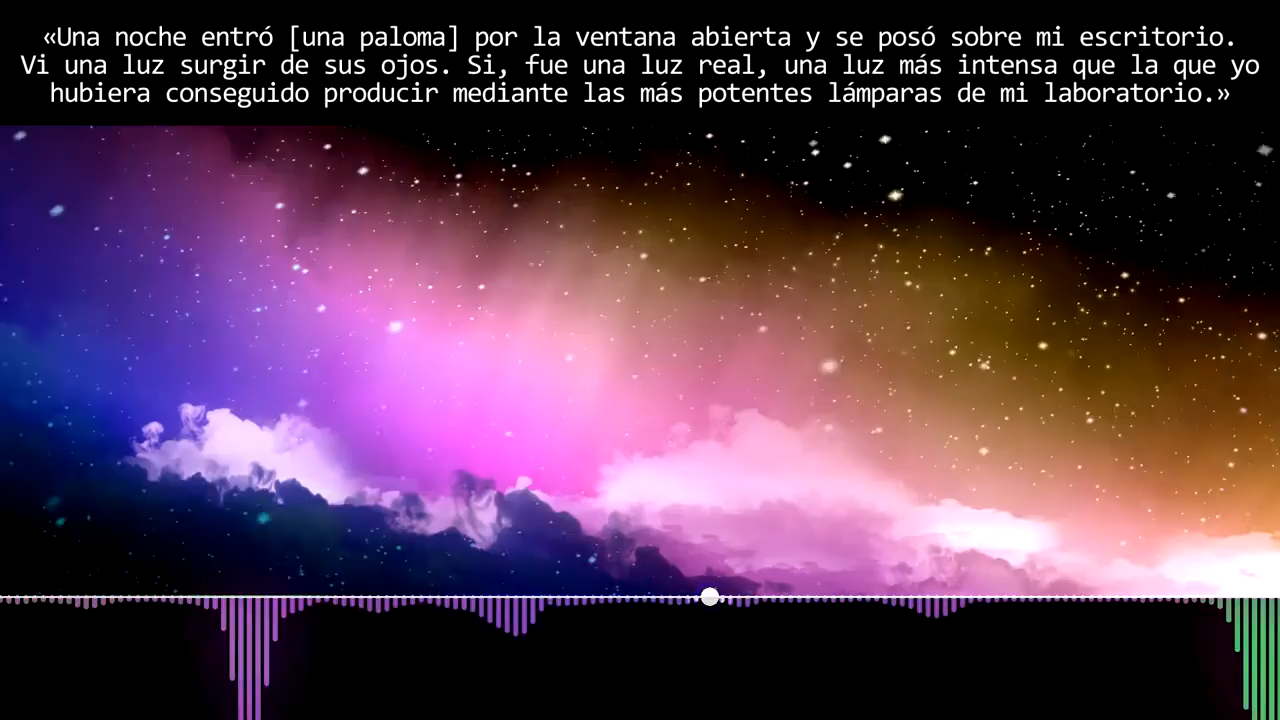 «Una noche entró [una paloma] por la ventana abierta y se posó sobre mi escritorio.
Vi una luz surgir de sus ojos. Si, fue una luz real, una luz más intensa que la que yo
hubiera conseguido producir mediante las más potentes lámparas de mi laboratorio.»